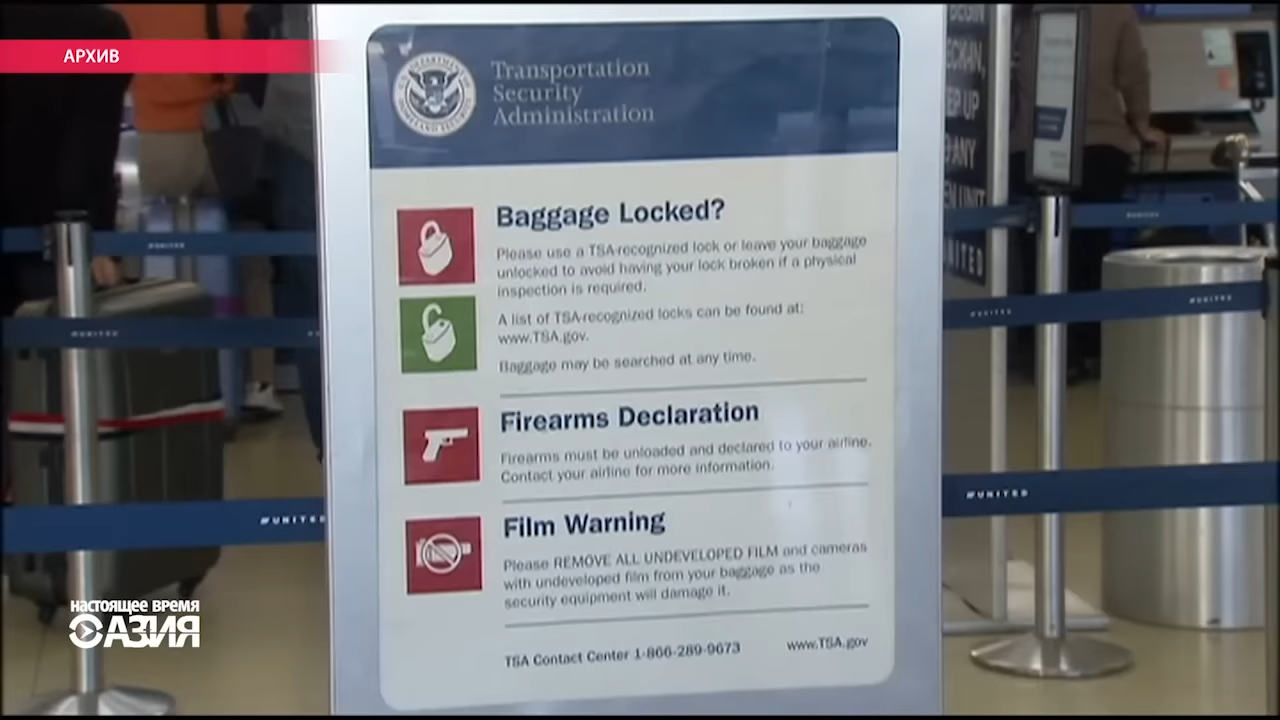 АРХИВ
Transportation
Security
Administration
Baggage Locked?
Please use a TSA-recognized lock or leave your baggage
unlocked to avoid having your lock broken if a physical
inspection is required.
A list of TSA-recognized locks can be found at:
www.TSA.gov.
Baggage may be searched at any time.
Firearms Declaration
Firearms must be unloaded and declared to your airline.
Contact your airline for more information.
Film Warning
Please REMOVE ALL UNDEVELOPED FILM and cameras
with undeveloped film from your baggage as the
security equipment will damage it.
TSA Contact Center 1-866-289-9673 www.TSA.gov
UNITED
UNITED
UNITED
UNITED
UNITED
НАСТОЯЩЕЕ ВРЕМЯ
АЗИЯ